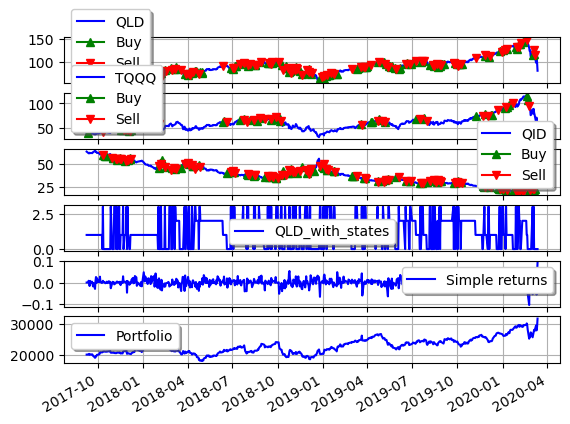 QLD
Buy
Sell
150
100
TQQQ
Buy
Sell
100
50
QID
Buy
Sell
50
25
QLD_with_states
2.5
0.0
Simple returns
0.1
0.0
−0.1
Portfolio
30000
20000
2017-10
2018-01
2018-04
2018-07
2018-10
2019-01
2019-04
2019-07
2019-10
2020-01
2020-04